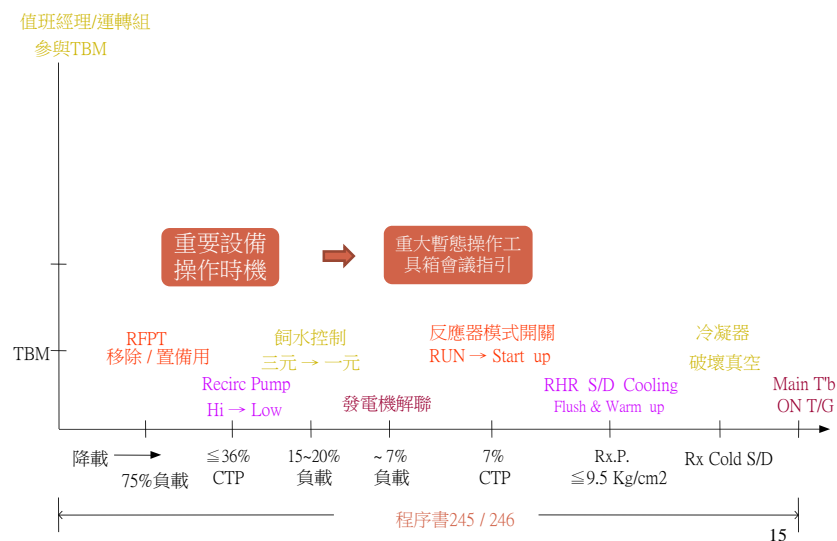 值班經理/運轉組
參與TBM
重要設備
操作時機
重大暫態操作工
具箱會議指引
TBM
RFPT
移除 / 置備用
飼水控制
三元 → 一元
反應器模式開關
RUN → Start up
冷凝器
破壞真空
Recirc Pump
Hi → Low
發電機解聯
RHR S/D Cooling
Flush & Warm up
Main T'b
ON T/G
降載
75%負載
≦36%
CTP
15~20%
負載
~ 7%
負載
7%
CTP
Rx.P.
≦9.5 Kg/cm2
Rx Cold S/D
程序書245 / 246
15